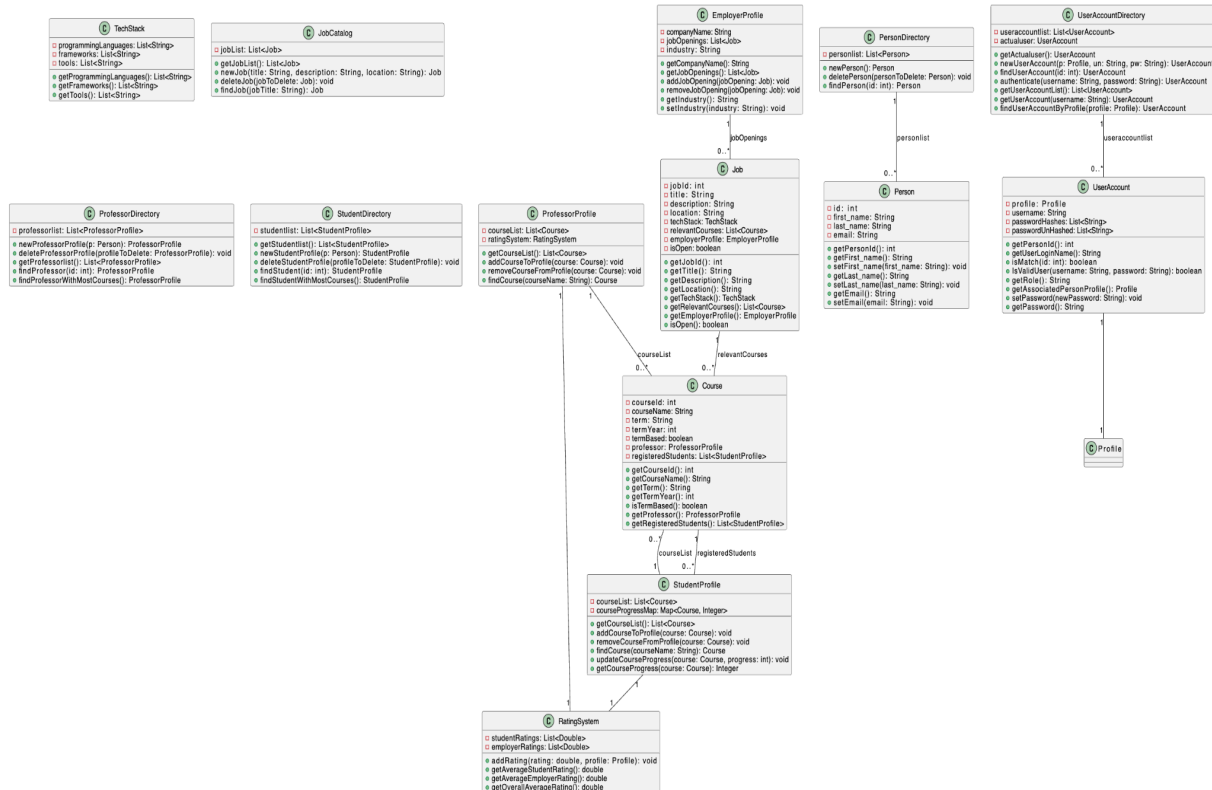 C TechStack
programmingLanguages: List<String>
frameworks: List<String>
tools: List<String>
getProgrammingLanguages(): List<String>
getFrameworks(): List<String>
getTools(): List<String>
C JobCatalog
jobList: List<Job>
getJobList(): List<Job>
newJob(title: String, description: String, location: String): Job
deleteJob(jobToDelete: Job): void
findJob(jobTitle: String): Job
C EmployerProfile
companyName: String
jobOpenings: List<Job>
industry: String
getCompanyName(): String
getJobOpenings(): List<Job>
addJobOpening(jobOpening: Job): void
removeJobOpening(jobOpening: Job): void
getIndustry(): String
setIndustry(industry: String): void
C PersonDirectory
personlist: List<Person>
newPerson(): Person
deletePerson(personToDelete: Person): void
findPerson(id: int): Person
C UserAccountDirectory
useraccountlist: List<UserAccount>
actualuser: UserAccount
getActualuser(): UserAccount
newUserAccount(p: Profile, un: String, pw: String): UserAccount
findUserAccount(id: int): UserAccount
authenticate(username: String, password: String): UserAccount
getUserAccountList(): List<UserAccount>
getUserAccount(username: String): UserAccount
findUserAccountByProfile(profile: Profile): UserAccount
1
jobOpenings
0..*
1
personlist
0..*
1
useraccountlist
0..*
C ProfessorDirectory
professorlist: List<ProfessorProfile>
newProfessorProfile(p: Person): ProfessorProfile
deleteProfessorProfile(profileToDelete: ProfessorProfile): void
getProfessorlist(): List<ProfessorProfile>
findProfessor(id: int): ProfessorProfile
findProfessorWithMostCourses(): ProfessorProfile
C StudentDirectory
studentlist: List<StudentProfile>
getStudentlist(): List<StudentProfile>
newStudentProfile(p: Person): StudentProfile
deleteStudentProfile(profileToDelete: StudentProfile): void
findStudent(id: int): StudentProfile
findStudentWithMostCourses(): StudentProfile
C ProfessorProfile
courseList: List<Course>
ratingSystem: RatingSystem
getCourseList(): List<Course>
addCourseToProfile(course: Course): void
removeCourseFromProfile(course: Course): void
findCourse(courseName: String): Course
C Job
jobId: int
title: String
description: String
location: String
techStack: TechStack
relevantCourses: List<Course>
employerProfile: EmployerProfile
isOpen: boolean
getJobId(): int
getTitle(): String
getDescription(): String
getLocation(): String
getTechStack(): TechStack
getRelevantCourses(): List<Course>
getEmployerProfile(): EmployerProfile
isOpen(): boolean
C Person
id: int
first_name: String
last_name: String
email: String
getPersonId(): int
getFirst_name(): String
setFirst_name(first_name: String): void
getLast_name(): String
setLast_name(last_name: String): void
getEmail(): String
setEmail(email: String): void
C UserAccount
profile: Profile
username: String
passwordHashes: List<String>
passwordUnHashed: List<String>
getPersonId(): int
getUserLoginName(): String
isMatch(id: int): boolean
IsValidUser(username: String, password: String): boolean
getRole(): String
getAssociatedPersonProfile(): Profile
setPassword(newPassword: String): void
getPassword(): String
1
1
courseList
0..*
1
relevantCourses
0..*
1
1
C Profile
C Course
courseId: int
courseName: String
term: String
termYear: int
termBased: boolean
professor: ProfessorProfile
registeredStudents: List<StudentProfile>
getCourseId(): int
getCourseName(): String
getTerm(): String
getTermYear(): int
isTermBased(): boolean
getProfessor(): ProfessorProfile
getRegisteredStudents(): List<StudentProfile>
0..*
1
courseList
registeredStudents
1
0..*
C StudentProfile
courseList: List<Course>
courseProgressMap: Map<Course, Integer>
getCourseList(): List<Course>
addCourseToProfile(course: Course): void
removeCourseFromProfile(course: Course): void
findCourse(courseName: String): Course
updateCourseProgress(course: Course, progress: int): void
getCourseProgress(course: Course): Integer
1
1
1
C RatingSystem
studentRatings: List<Double>
employerRatings: List<Double>
addRating(rating: double, profile: Profile): void
getAverageStudentRating(): double
getAverageEmployerRating(): double
getOverallAverageRating(): double